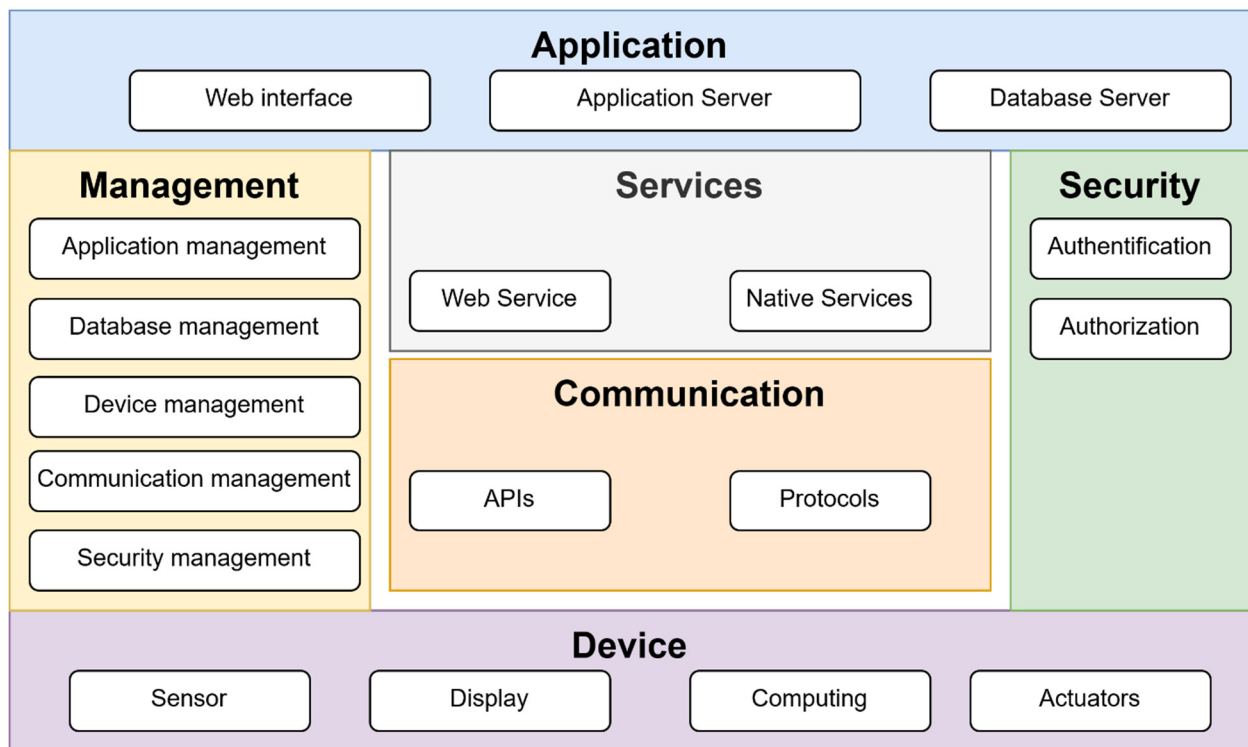 Application
Web interface
Application Server
Database Server
Management
Application management
Database management
Device management
Communication management
Security management
Services
Web Service
Native Services
Communication
APIs
Protocols
Security
Authentification
Authorization
Device
Sensor
Display
Computing
Actuators